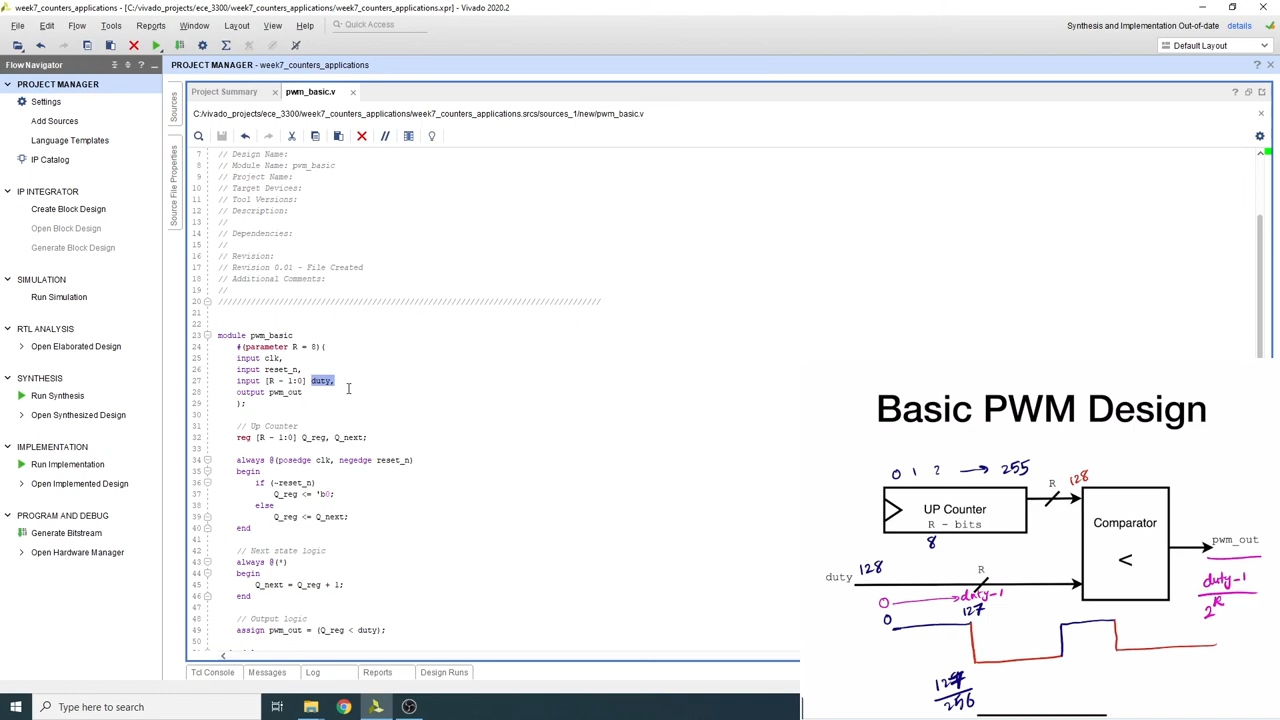 week7_counters_applications - [C:/vivado_projects/ece_3300/week7_counters_applications/week7_counters_applications.xpr] - Vivado 2020.2
File Edit Flow Tools Reports Window Layout View Help Quick Access
Synthesis and Implementation Out-of-date details
Default Layout
Flow Navigator
PROJECT MANAGER - week7_counters_applications
PROJECT MANAGER
Settings
Add Sources
Language Templates
IP Catalog
IP INTEGRATOR
Create Block Design
Open Block Design
Generate Block Design
SIMULATION
Run Simulation
RTL ANALYSIS
Open Elaborated Design
SYNTHESIS
Run Synthesis
Open Synthesized Design
IMPLEMENTATION
Run Implementation
Open Implemented Design
PROGRAM AND DEBUG
Generate Bitstream
Open Hardware Manager
Sources
Source File Properties
Project Summary
pwm_basic.v
C:/vivado_projects/ece_3300/week7_counters_applications/week7_counters_applications.srcs/sources_1/new/pwm_basic.v
7 // Design Name:
8 // Module Name: pwm_basic
9 // Project Name:
10 // Target Devices:
11 // Tool Versions:
12 // Description:
13 //
14 // Dependencies:
15 //
16 // Revision:
17 // Revision 0.01 - File Created
18 // Additional Comments:
19 //
20 //////////////////////////////////////////////////////////////////////////////////
21
22
23 module pwm_basic
24 #(parameter R = 8)(
25 input clk,
26 input reset_n,
27 input [R - 1:0] duty,
28 output pwm_out
29 );
30
31 // Up Counter
32 reg [R - 1:0] Q_reg, Q_next;
33
34 always @(posedge clk, negedge reset_n)
35 begin
36 if (~reset_n)
37 Q_reg <= 'b0;
38 else
39 Q_reg <= Q_next;
40 end
41
42 // Next state logic
43 always @(*)
44 begin
45 Q_next = Q_reg + 1;
46 end
47
48 // Output logic
49 assign pwm_out = (Q_reg < duty);
50
Tcl Console Messages Log Reports Design Runs
Basic PWM Design
0 1 2 → 255
R
128
UP Counter
R - bits
8
Comparator
<
pwm_out
duty
128
R
0 → duty-1
127
0
duty-1
2^R
256
Type here to search